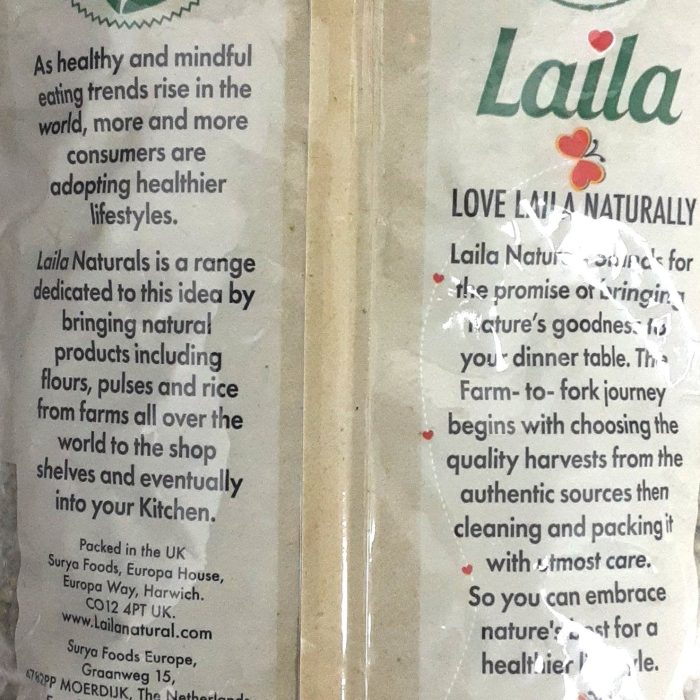 As healthy and mindful
eating trends rise in the
world, more and more
consumers are
adopting healthier
lifestyles.
Laila Naturals is a range
dedicated to this idea by
bringing natural
products including
flours, pulses and rice
from farms all over the
world to the shop
shelves and eventually
into your Kitchen.
Packed in the UK
Surya Foods, Europa House,
Europa Way, Harwich.
CO12 4PT UK.
www.Lailanatural.com
Surya Foods Europe,
Graanweg 15,
4782PP MOERDIJK, The Netherlands
Laila
LOVE LAILA NATURALLY
Laila for
the promise of bringing
nature's goodness to
your dinner table. The
Farm- to- fork journey
begins with choosing the
quality harvests from the
authentic sources then
cleaning and packing it
with utmost care.
So you can embrace
nature's best for a
healthier